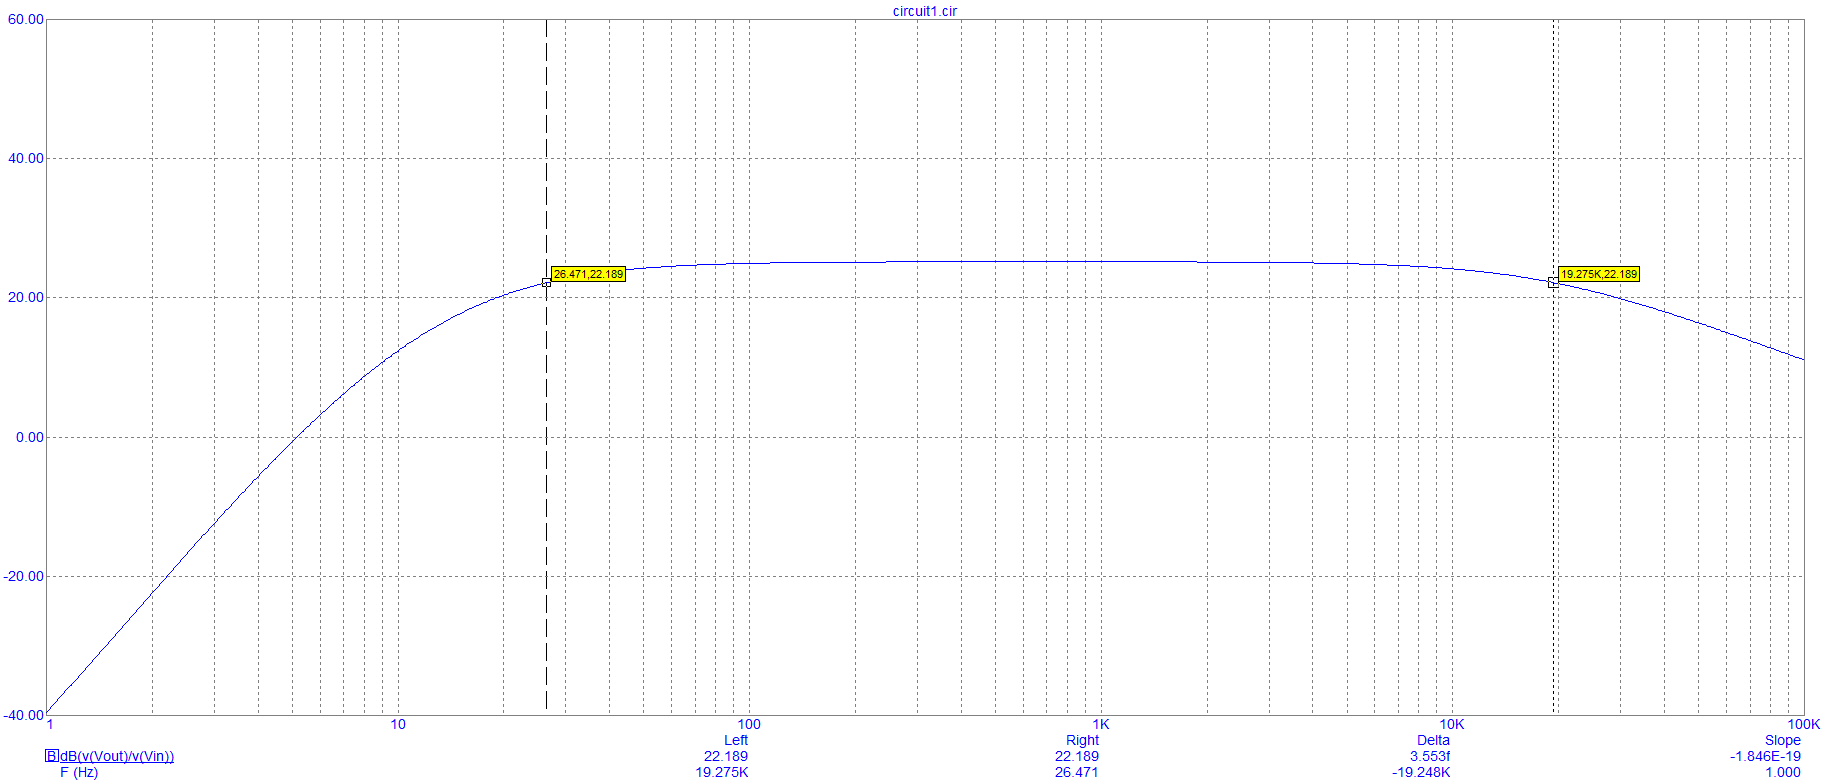 circuit1.cir
60.00
40.00
20.00
0.00
-20.00
-40.00
26.471,22.189
19.275K,22.189
1 10 100 1K 10K 100K
Left Right Delta Slope
B dB(v(Vout)/v(Vin)) 22.189 22.189 3.553f -1.846E-19
F (Hz) 19.275K 26.471 -19.248K 1.000